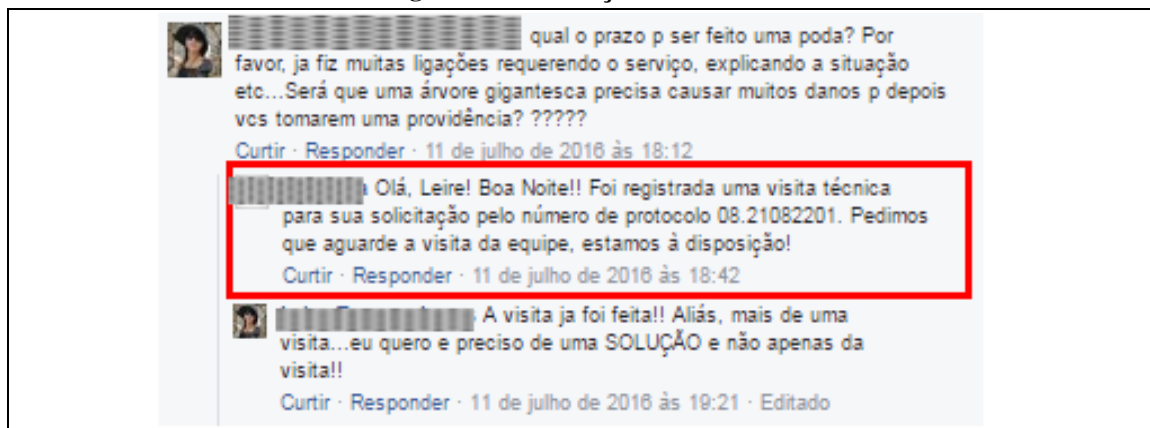 qual o prazo p ser feito uma poda? Por
favor, ja fiz muitas ligações requerendo o serviço, explicando a situação
etc...Será que uma árvore gigantesca precisa causar muitos danos p depois
vcs tomarem uma providência? ?????
Curtir · Responder · 11 de julho de 2016 às 18:12
Olá, Leire! Boa Noite!! Foi registrada uma visita técnica
para sua solicitação pelo número de protocolo 08.21082201. Pedimos
que aguarde a visita da equipe, estamos à disposição!
Curtir · Responder · 11 de julho de 2016 às 18:42
A visita ja foi feita!! Aliás, mais de uma
visita...eu quero e preciso de uma SOLUÇÃO e não apenas da
visita!!
Curtir · Responder · 11 de julho de 2016 às 19:21 · Editado